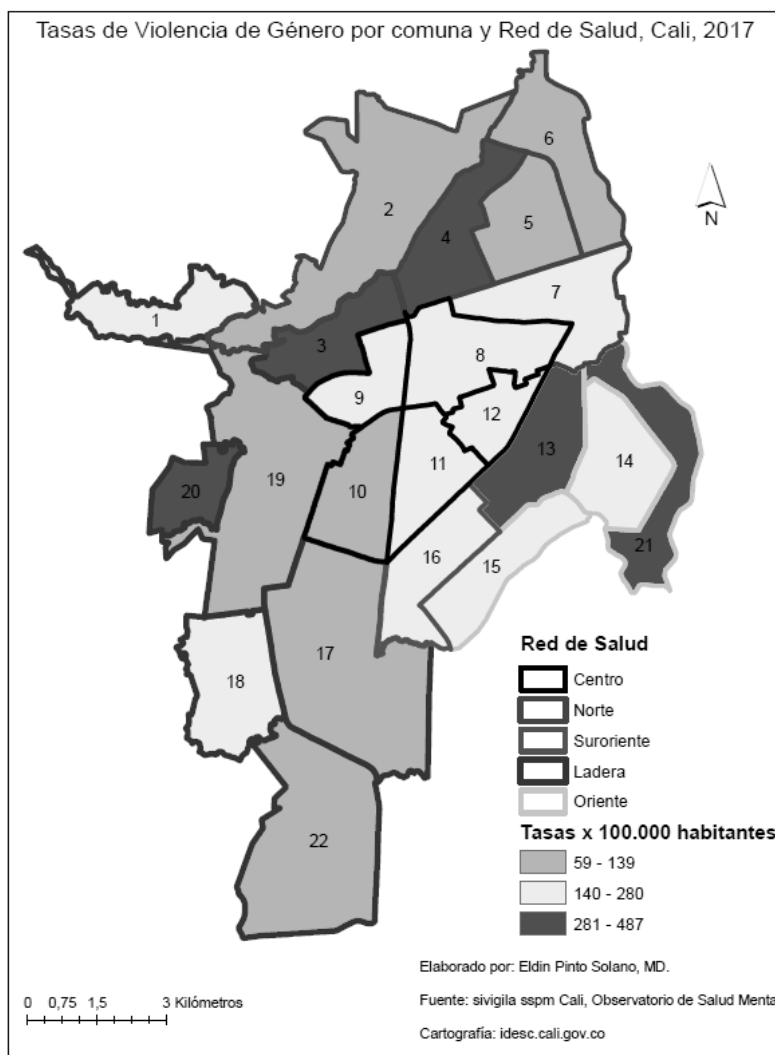 Tasas de Violencia de Género por comuna y Red de Salud, Cali, 2017
6
2
4
5
N
7
1
3
8
9
12
13
14
11
20
19
10
21
16
15
17
18
22
Red de Salud
Centro
Norte
Suroriente
Ladera
Oriente
Tasas x 100.000 habitantes
59 - 139
140 - 280
281 - 487
Elaborado por: Eldin Pinto Solano, MD.
0 0,75 1,5 3 Kilómetros
Fuente: sivigila sspm Cali, Observatorio de Salud Menta
Cartografía: idesc.cali.gov.co